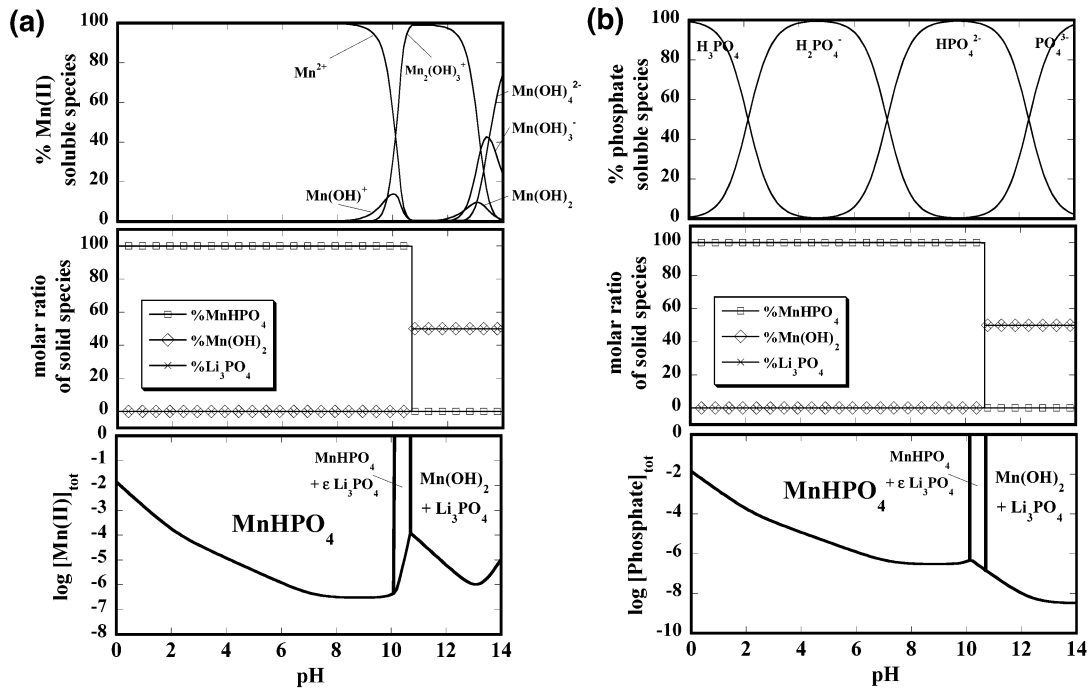 (a)
% Mn(II)
soluble species
100
80
60
40
20
0
Mn²⁺
Mn₂(OH)₃⁺
Mn(OH)₄²⁻
Mn(OH)₃⁻
Mn(OH)⁺
Mn(OH)₂
molar ratio
of solid species
100
80
60
40
20
0
%MnHPO₄
%Mn(OH)₂
%Li₃PO₄
log [Mn(II)]tot
0
-1
-2
-3
-4
-5
-6
-7
-8
MnHPO₄
MnHPO₄
+ ε Li₃PO₄
Mn(OH)₂
+ Li₃PO₄
0 2 4 6 8 10 12 14
pH
(b)
% phosphate
soluble species
100
80
60
40
20
0
H₃PO₄
H₂PO₄⁻
HPO₄²⁻
PO₄³⁻
molar ratio
of solid species
100
80
60
40
20
0
%MnHPO₄
%Mn(OH)₂
%Li₃PO₄
log [Phosphate]tot
0
-2
-4
-6
-8
-10
MnHPO₄
MnHPO₄
+ ε Li₃PO₄
Mn(OH)₂
+ Li₃PO₄
0 2 4 6 8 10 12 14
pH